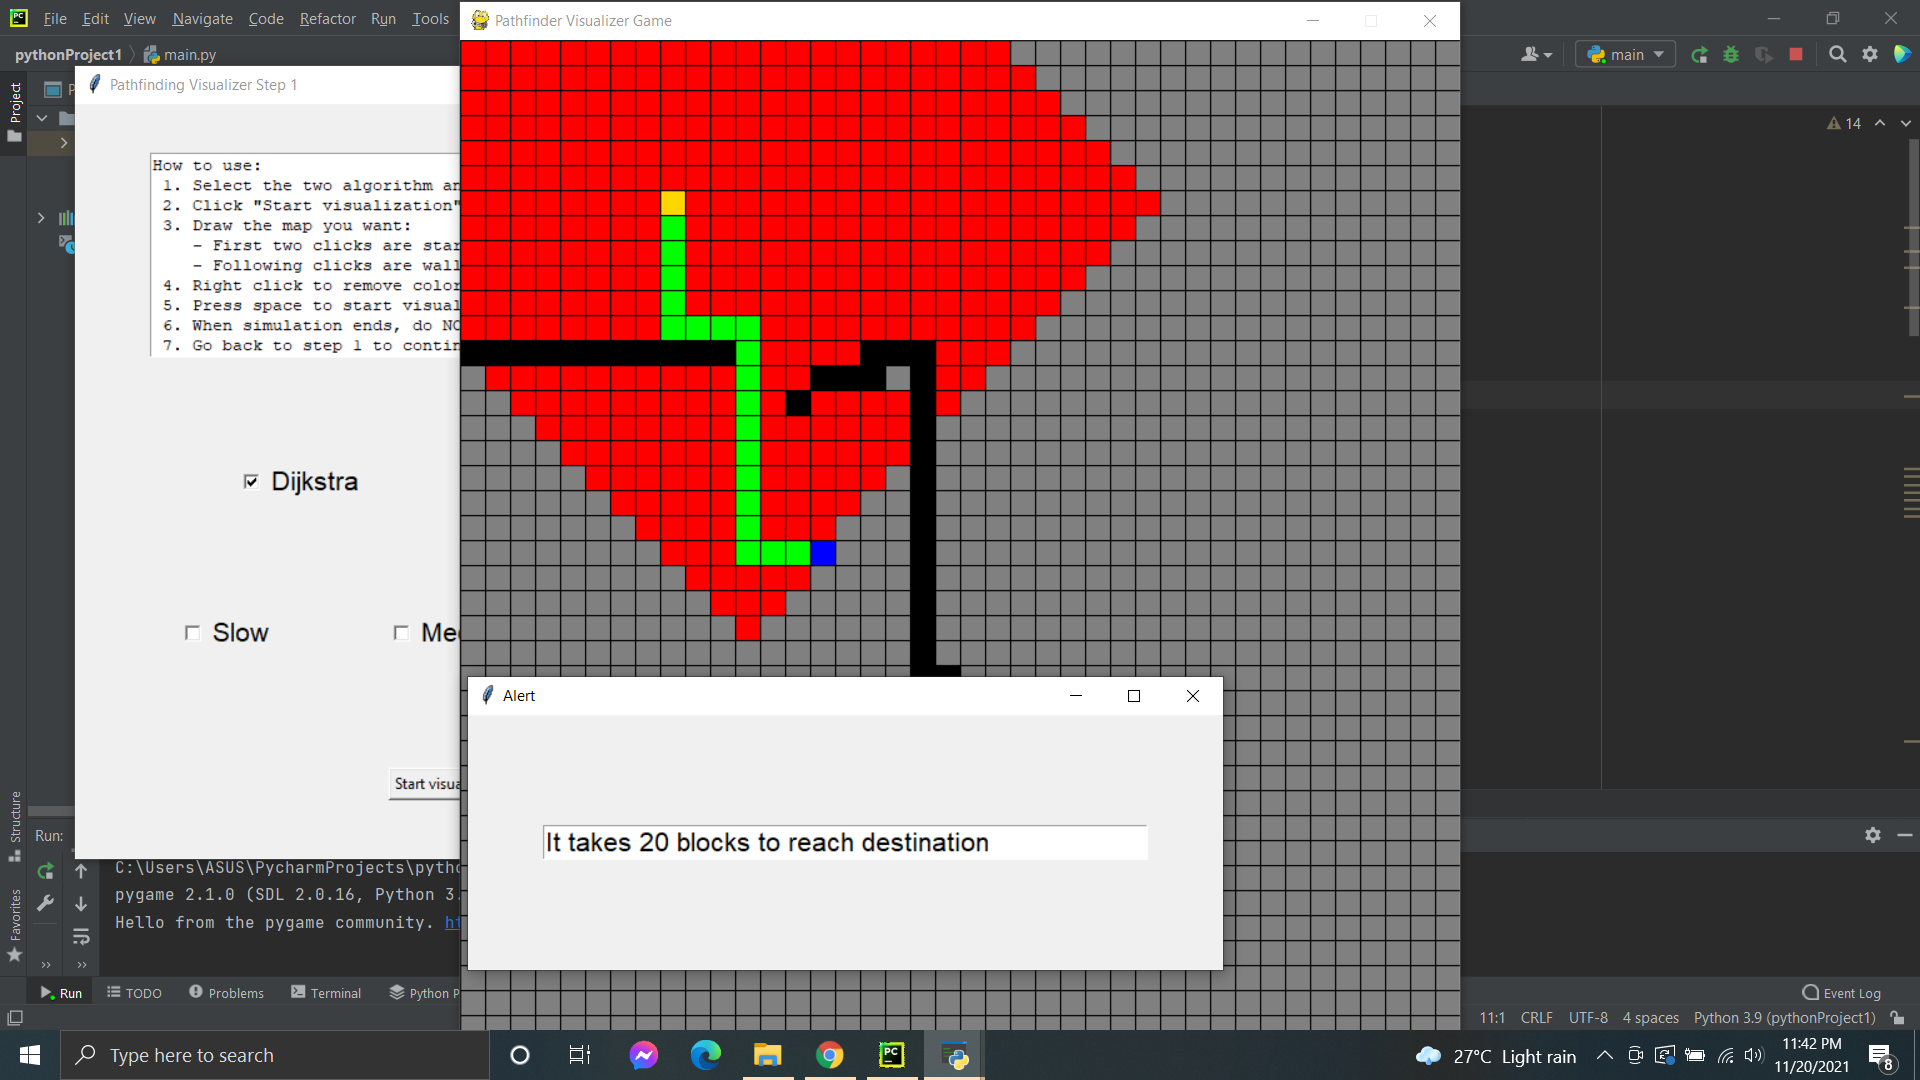 PC File Edit View Navigate Code Refactor Run Tools
Pathfinder Visualizer Game
pythonProject1 main.py
main
Pathfinding Visualizer Step 1
Project
14
How to use:
1. Select the two algorithm an
2. Click "Start visualization"
3. Draw the map you want:
- First two clicks are star
- Following clicks are wall
4. Right click to remove color
5. Press space to start visual
6. When simulation ends, do NO
7. Go back to step 1 to contin
Dijkstra
Slow
Med
Start visua
Alert
It takes 20 blocks to reach destination
Structure
Favorites
Run:
C:\Users\ASUS\PycharmProjects\pytho
pygame 2.1.0 (SDL 2.0.16, Python 3.
Hello from the pygame community. ht
Run TODO Problems Terminal Python P
Event Log
11:1 CRLF UTF-8 4 spaces Python 3.9 (pythonProject1)
Type here to search
PC
27°C Light rain
11:42 PM
11/20/2021
8